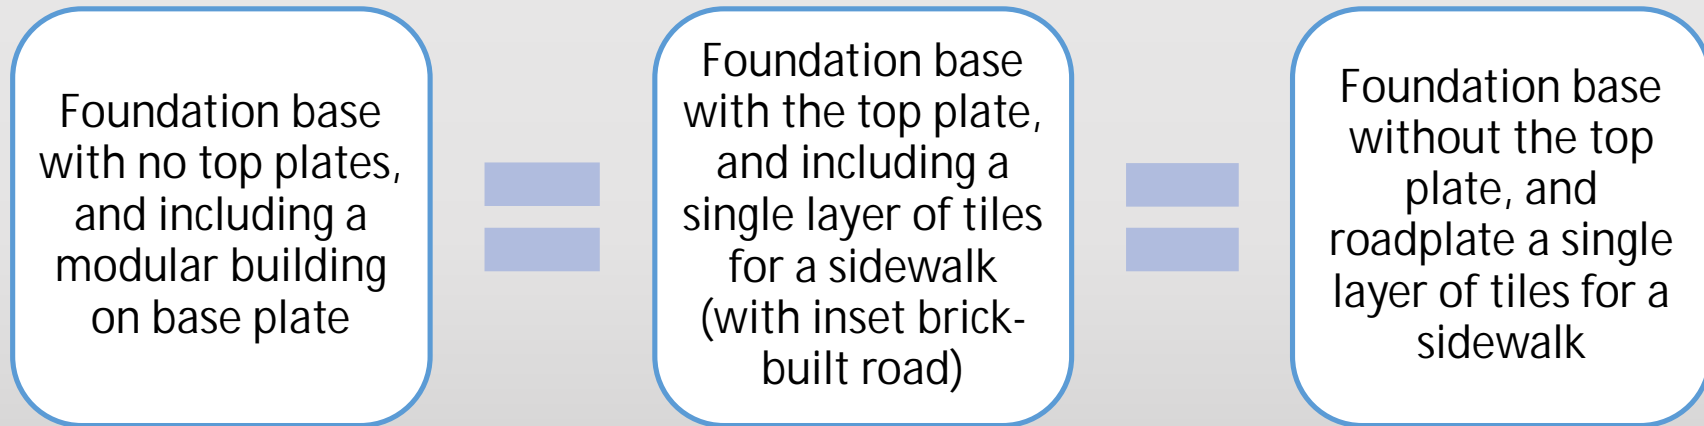 Foundation base
with no top plates,
and including a
modular building
on base plate
Foundation base
with the top plate,
and including a
single layer of tiles
for a sidewalk
(with inset brick-
built road)
Foundation base
without the top
plate, and
roadplate a single
layer of tiles for a
sidewalk